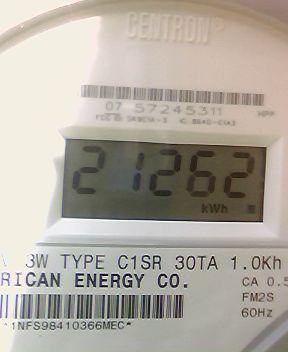 CENTRON®
07 57245311 HPP
21262
kWh
3W TYPE C1SR 30TA 1.0Kh
RICAN ENERGY CO. CA 0.5
FM2S
*1NFS98410366MEC* 60Hz